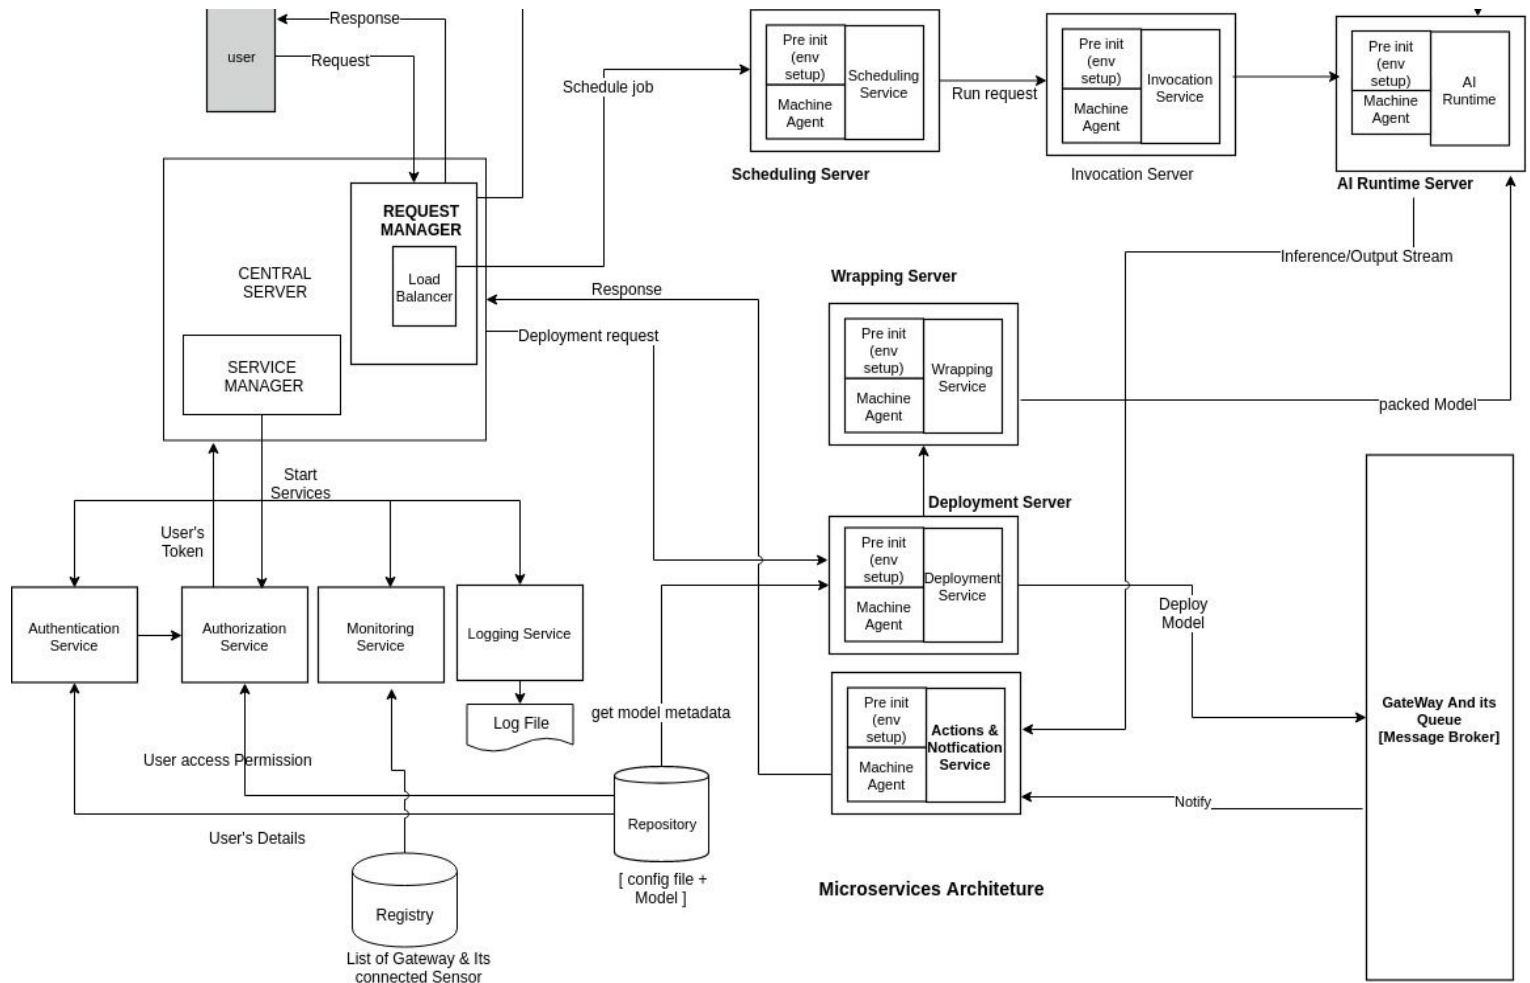 Response
user
Request
Pre init
(env
setup)
Machine
Agent
Scheduling
Service
Schedule job
Run request
Pre init
(env
setup)
Machine
Agent
Invocation
Service
Pre init
(env
setup)
Machine
Agent
AI
Runtime
Scheduling Server
Invocation Server
AI Runtime Server
REQUEST
MANAGER
CENTRAL
SERVER
Load
Balancer
Response
Deployment request
SERVICE
MANAGER
Wrapping Server
Inference/Output Stream
Pre init
(env
setup)
Machine
Agent
Wrapping
Service
packed Model
Start
Services
User's
Token
Deployment Server
Pre init
(env
setup)
Machine
Agent
Deployment
Service
Deploy
Model
Authentication
Service
Authorization
Service
Monitoring
Service
Logging Service
Log File
get model metadata
Pre init
(env
setup)
Machine
Agent
Actions &
Notfication
Service
GateWay And its
Queue
[Message Broker]
User access Permission
Notify
User's Details
Repository
[ config file +
Model ]
Registry
List of Gateway & Its
connected Sensor
Microservices Architeture